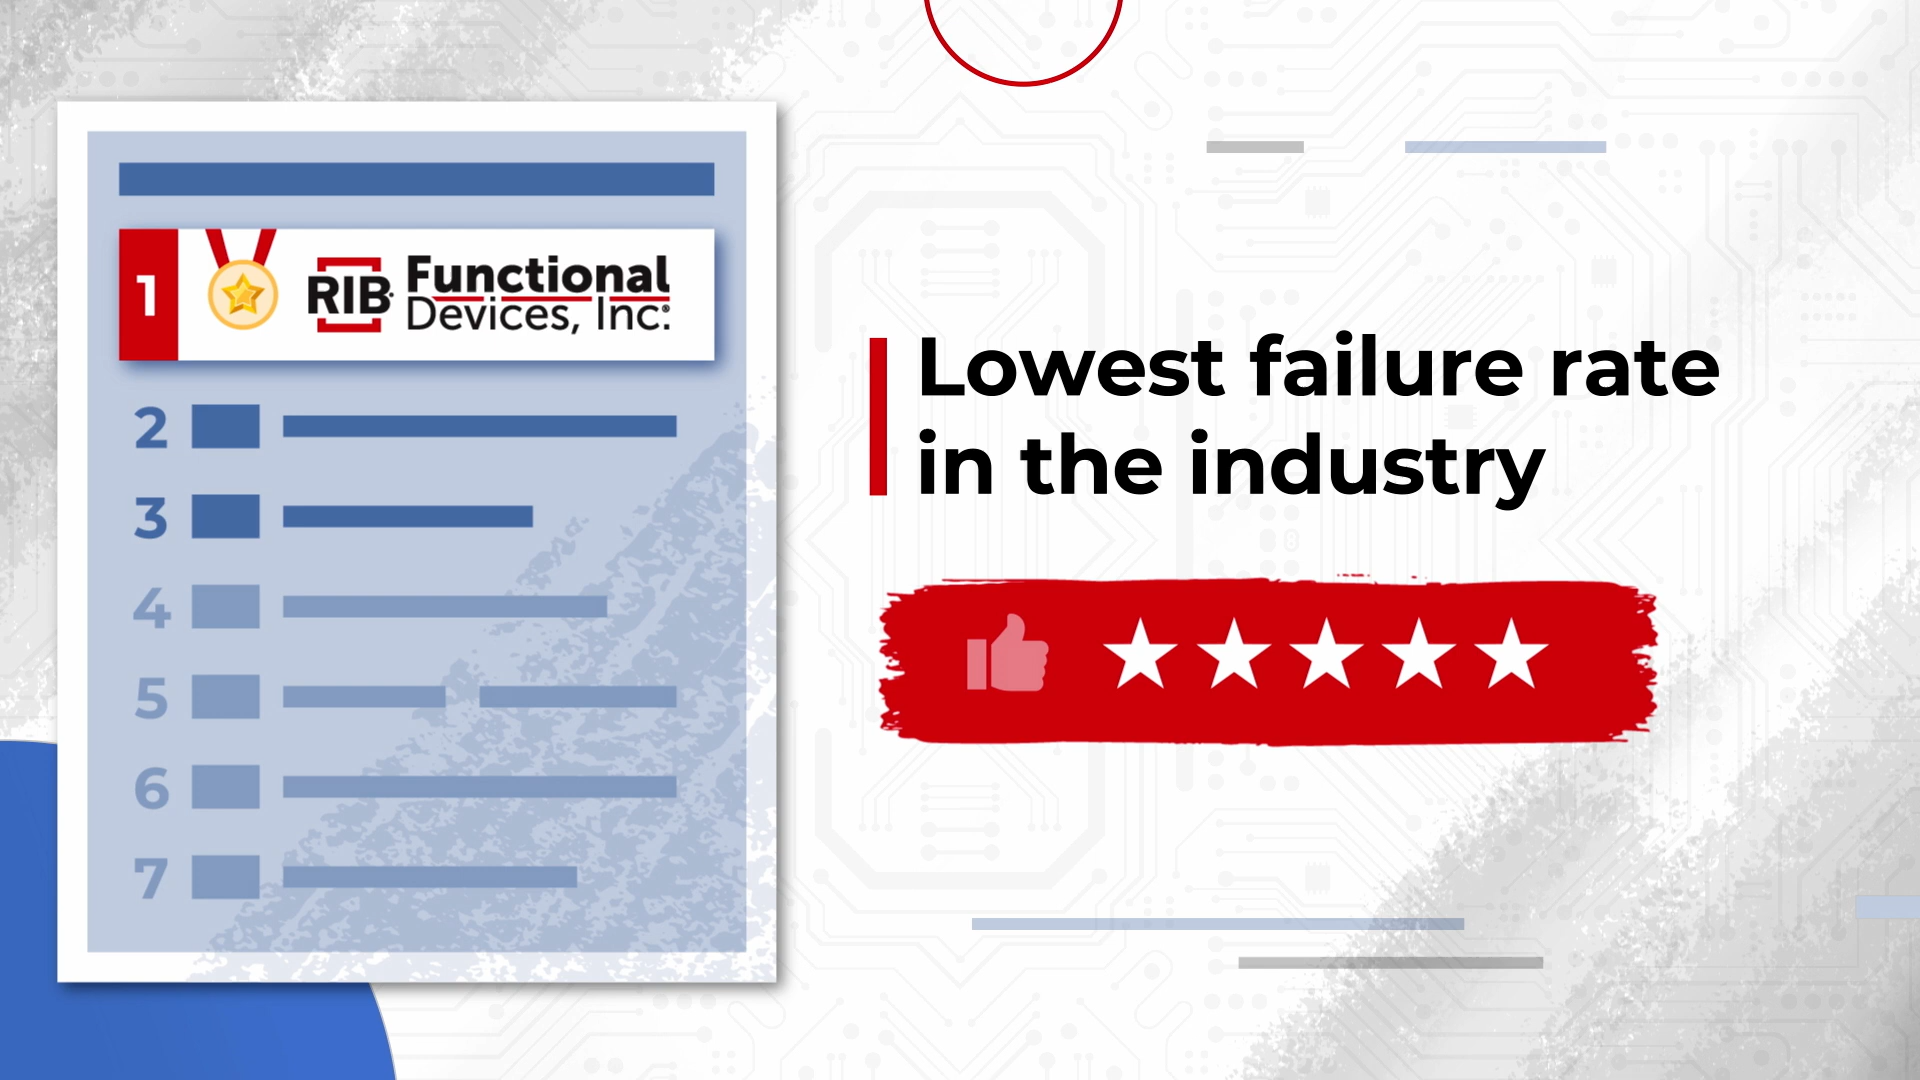 1
RIB® Functional
Devices, Inc.®
2
3
4
5
6
7
Lowest failure rate
in the industry